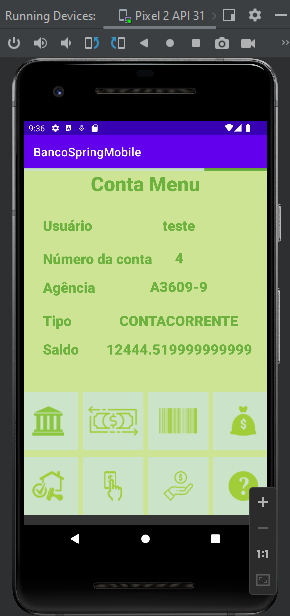 Running Devices: Pixel 2 API 31
9:36
BancoSpringMobile
Conta Menu
Usuário teste
Número da conta 4
Agência A3609-9
Tipo CONTACORRENTE
Saldo 12444.519999999999
1:1